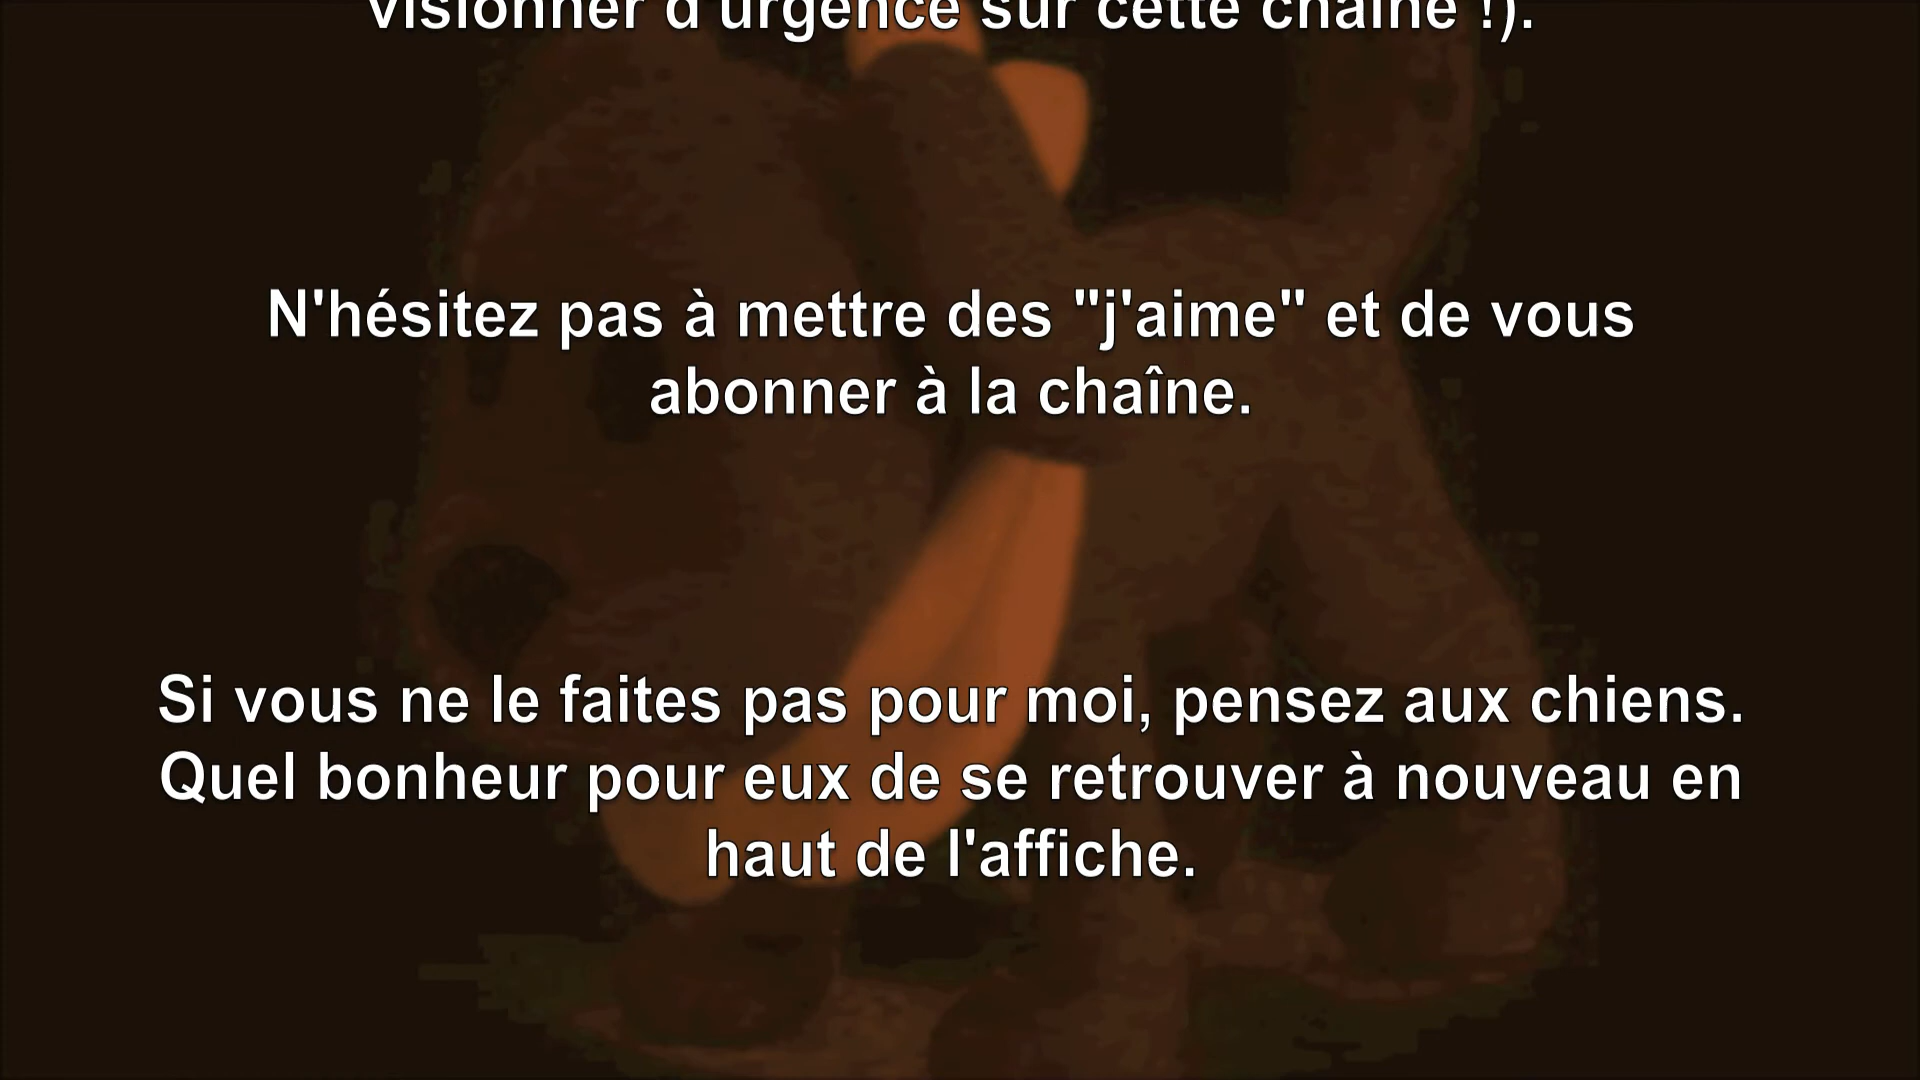 visionner d'urgence sur cette chaîne !).
N'hésitez pas à mettre des "j'aime" et de vous
abonner à la chaîne.
Si vous ne le faites pas pour moi, pensez aux chiens.
Quel bonheur pour eux de se retrouver à nouveau en
haut de l'affiche.